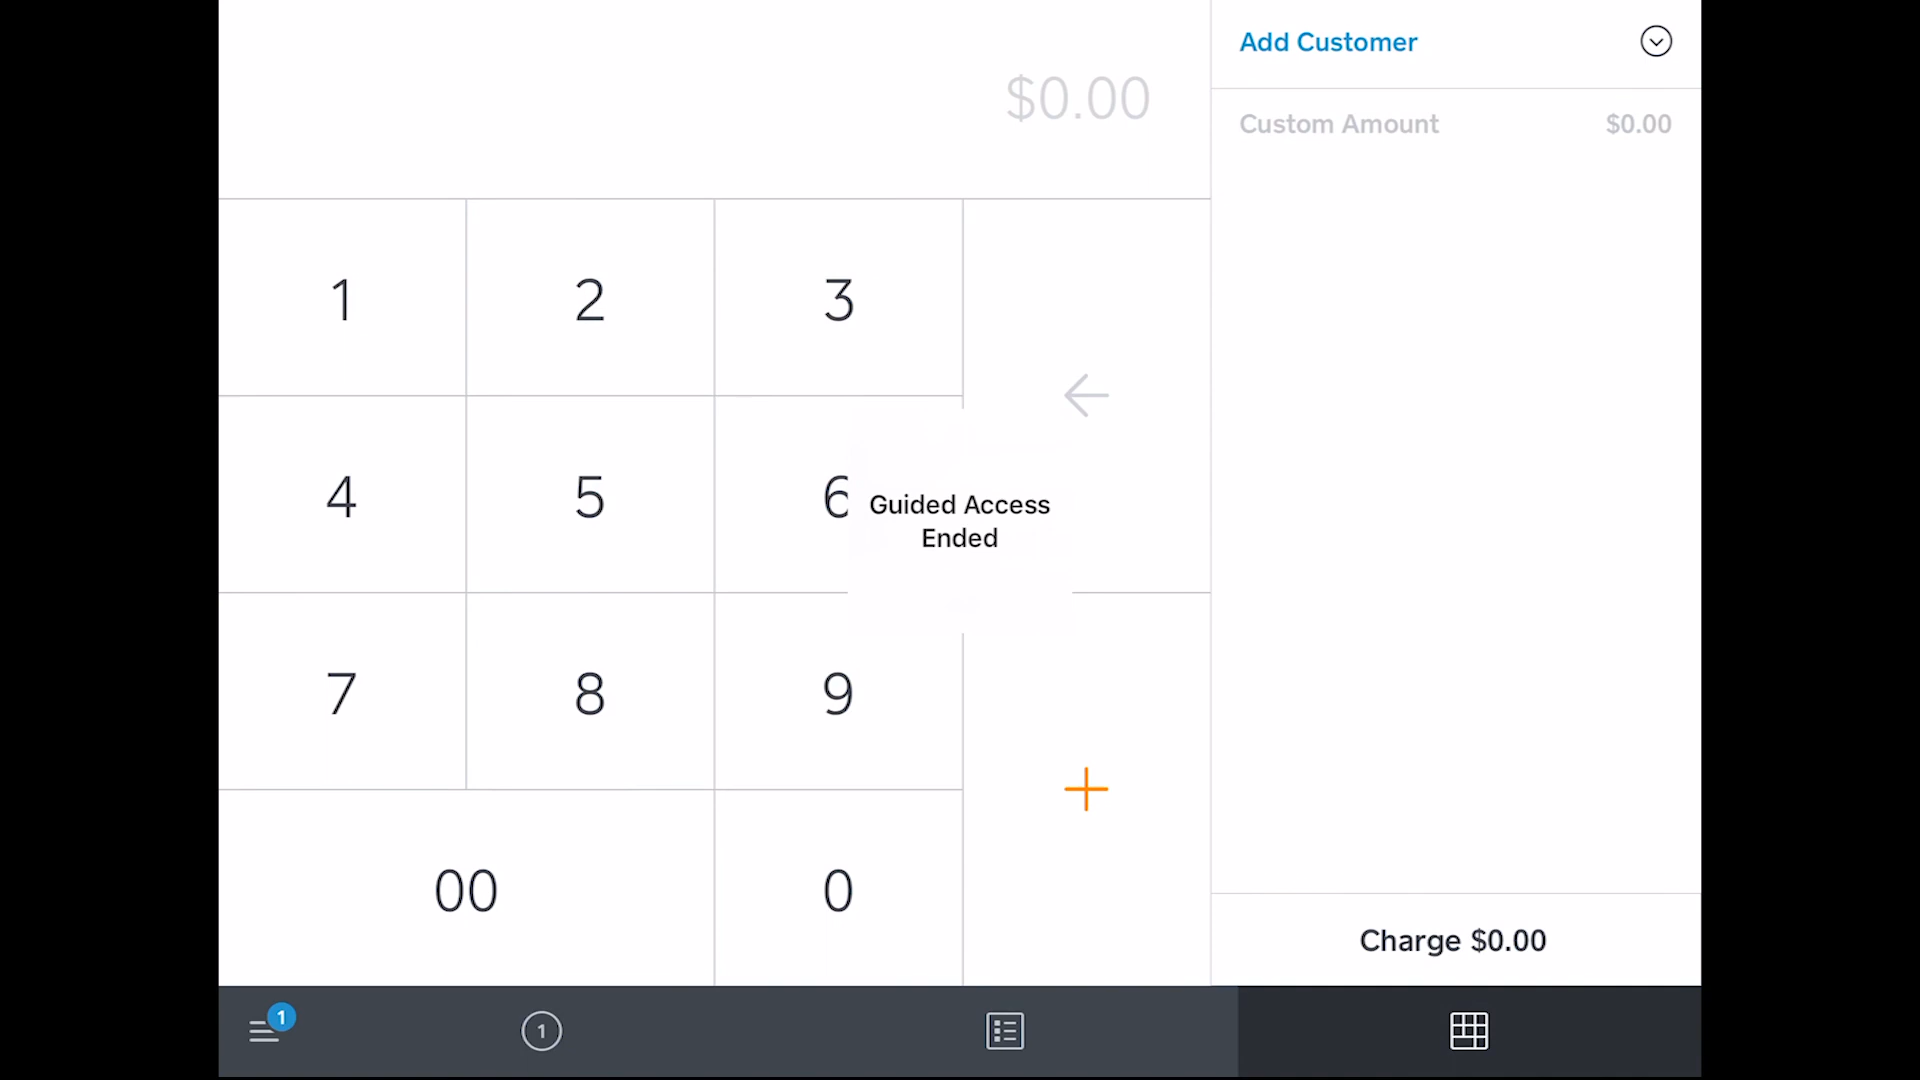 $0.00
Add Customer
Custom Amount $0.00
1 2 3
4 5 6
Guided Access
Ended
7 8 9
00 0
Charge $0.00
1
1